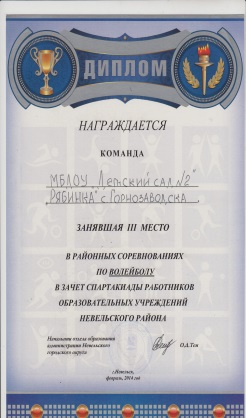 ДИПЛОМ
НАГРАЖДАЕТСЯ
КОМАНДА
МБДОУ „Детский сад №2"
„Рябинка" с Горнозаводска
ЗАНЯВШАЯ III МЕСТО
В РАЙОННЫХ СОРЕВНОВАНИЯХ
ПО ВОЛЕЙБОЛУ
В ЗАЧЕТ СПАРТАКИАДЫ РАБОТНИКОВ
ОБРАЗОВАТЕЛЬНЫХ УЧРЕЖДЕНИЙ
НЕВЕЛЬСКОГО РАЙОНА
Начальник отдела образования
администрации Невельского
городского округа
О.Д.Тен
г.Невельск,
февраль, 2014 год